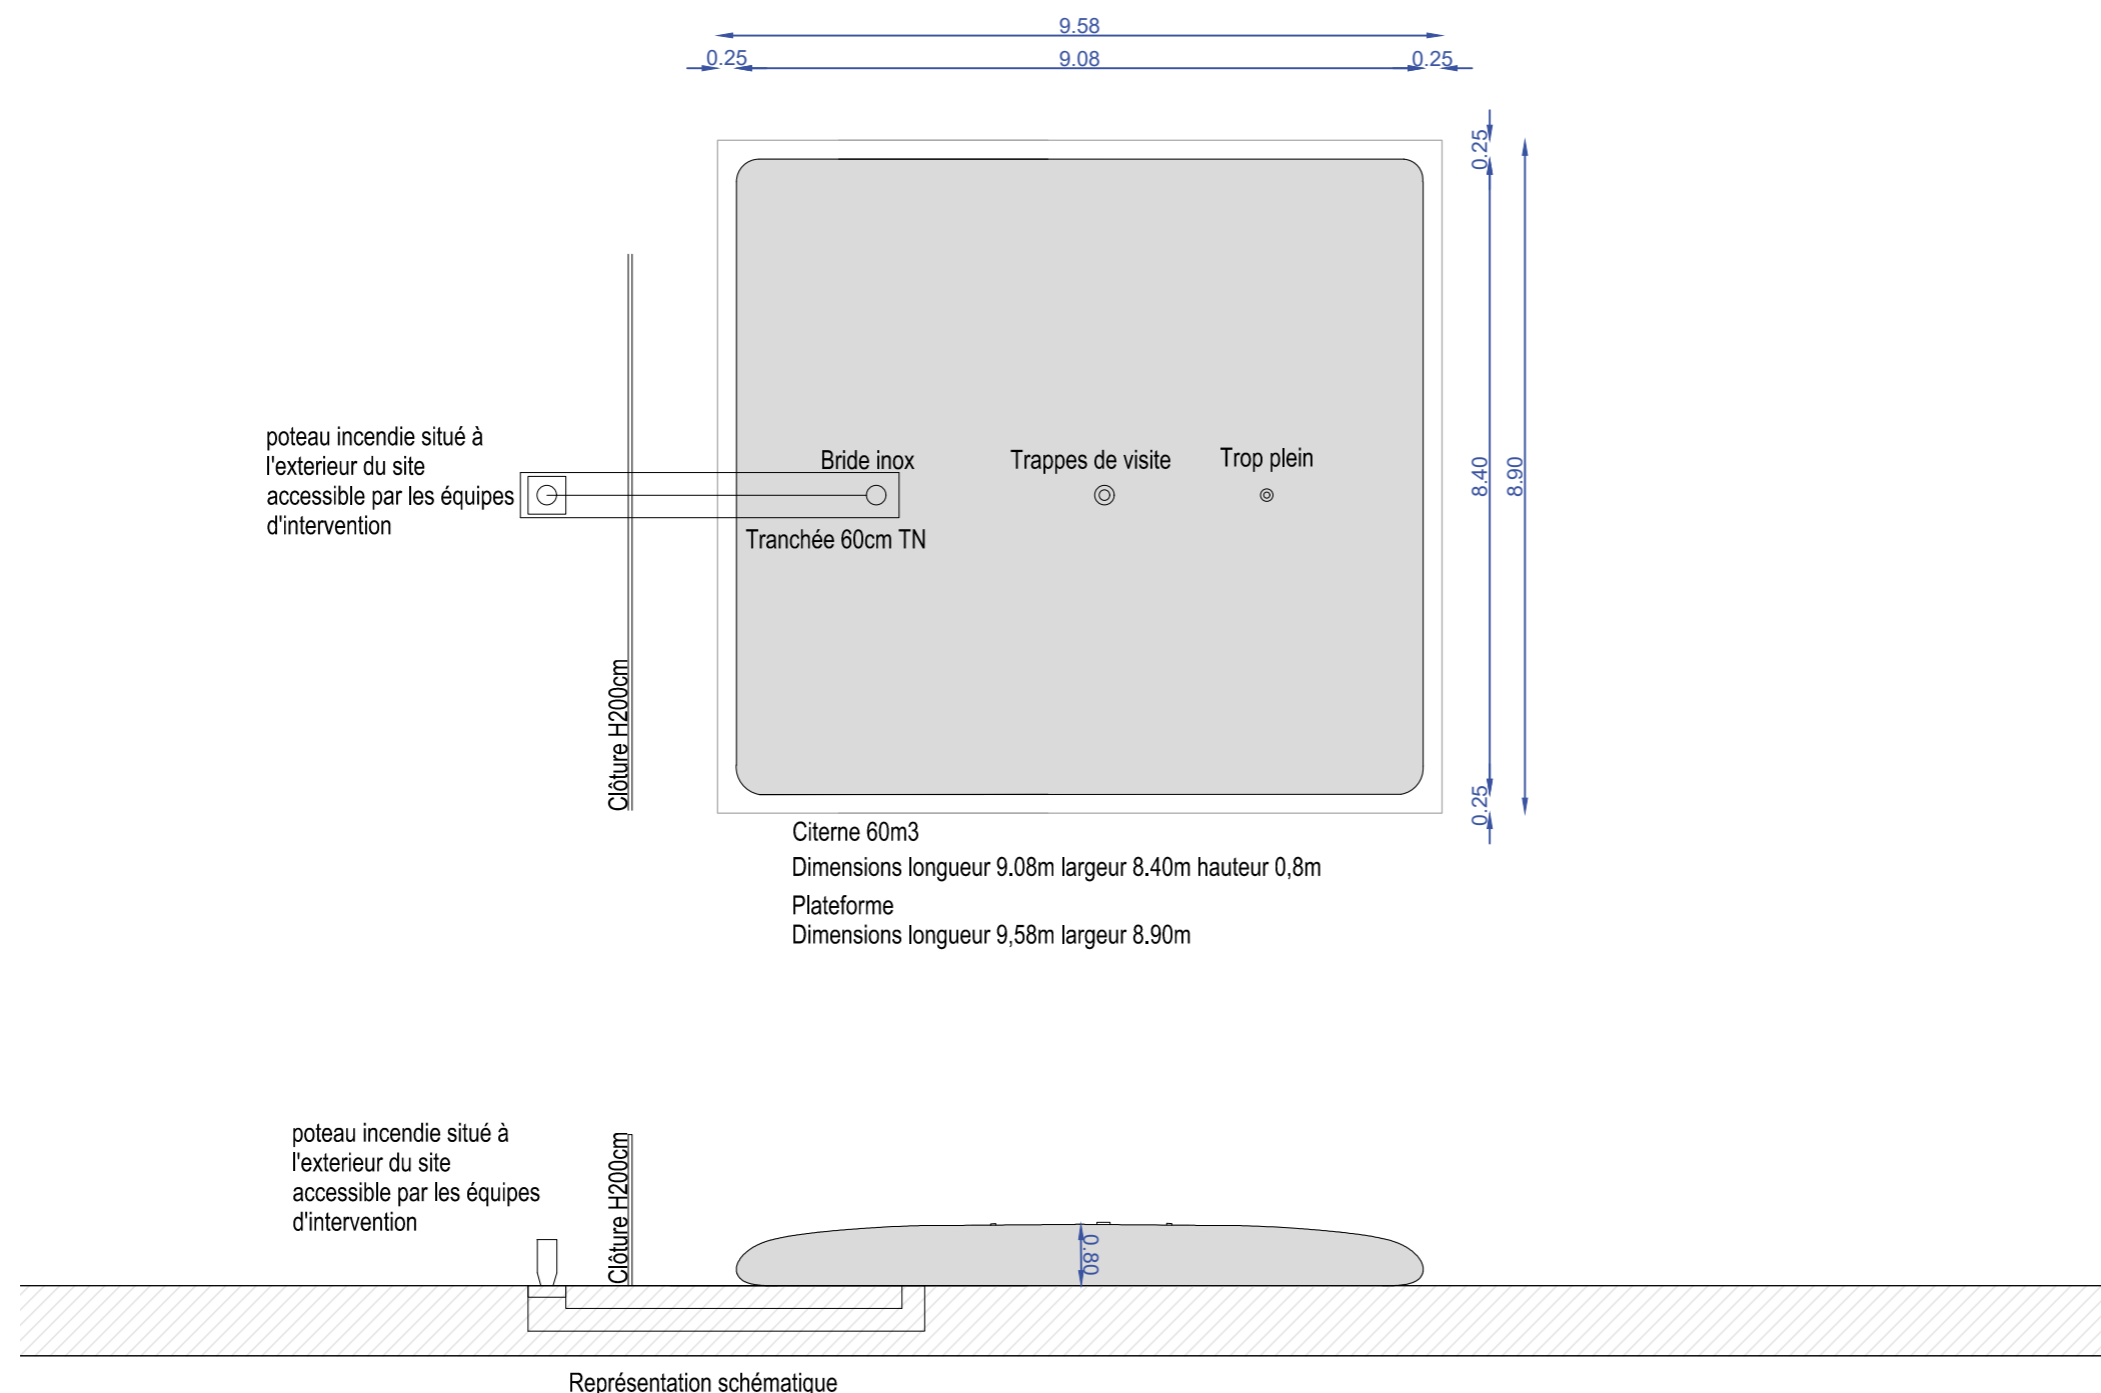 9.58
0.25
9.08
0.25
0.25
8.40
8.90
0.25
poteau incendie situé à
l'exterieur du site
accessible par les équipes
d'intervention
Bride inox
Trappes de visite
Trop plein
Tranchée 60cm TN
Clôture H200cm
Citerne 60m3
Dimensions longueur 9.08m largeur 8.40m hauteur 0,8m
Plateforme
Dimensions longueur 9,58m largeur 8.90m
poteau incendie situé à
l'exterieur du site
accessible par les équipes
d'intervention
Clôture H200cm
0.80
Représentation schématique